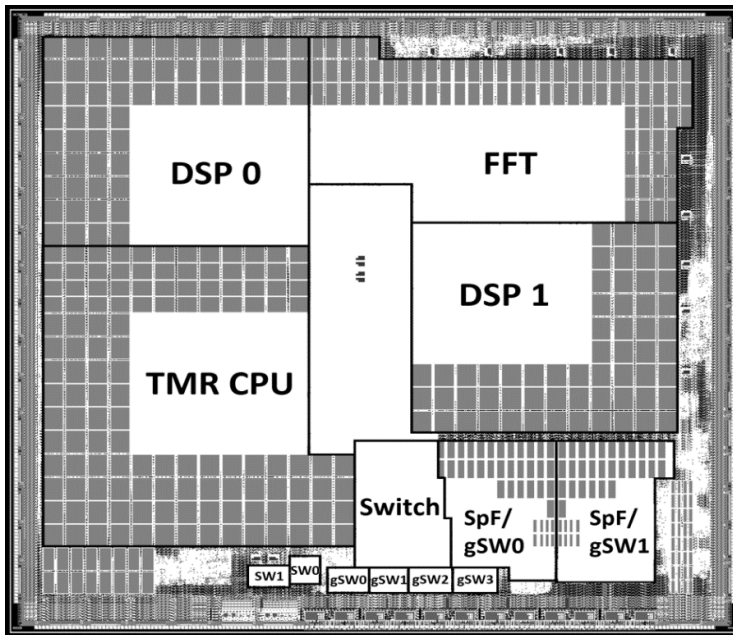 DSP 0
FFT
DSP 1
TMR CPU
Switch
SpF/
gSW0
SpF/
gSW1
SW1
SW0
gSW0
gSW1
gSW2
gSW3